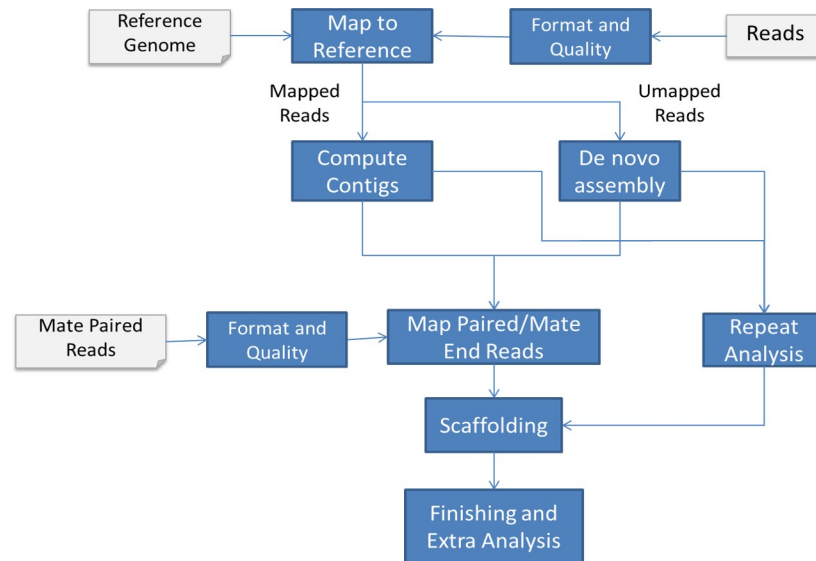 Reference
Genome
Map to
Reference
Format and
Quality
Reads
Mapped
Reads
Umapped
Reads
Compute
Contigs
De novo
assembly
Mate Paired
Reads
Format and
Quality
Map Paired/Mate
End Reads
Repeat
Analysis
Scaffolding
Finishing and
Extra Analysis